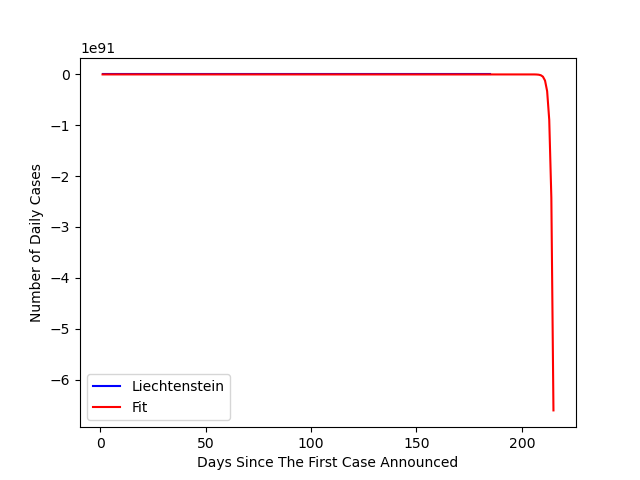 1e91
0
−1
−2
−3
−4
−5
−6
Number of Daily Cases
Liechtenstein
Fit
0 50 100 150 200
Days Since The First Case Announced